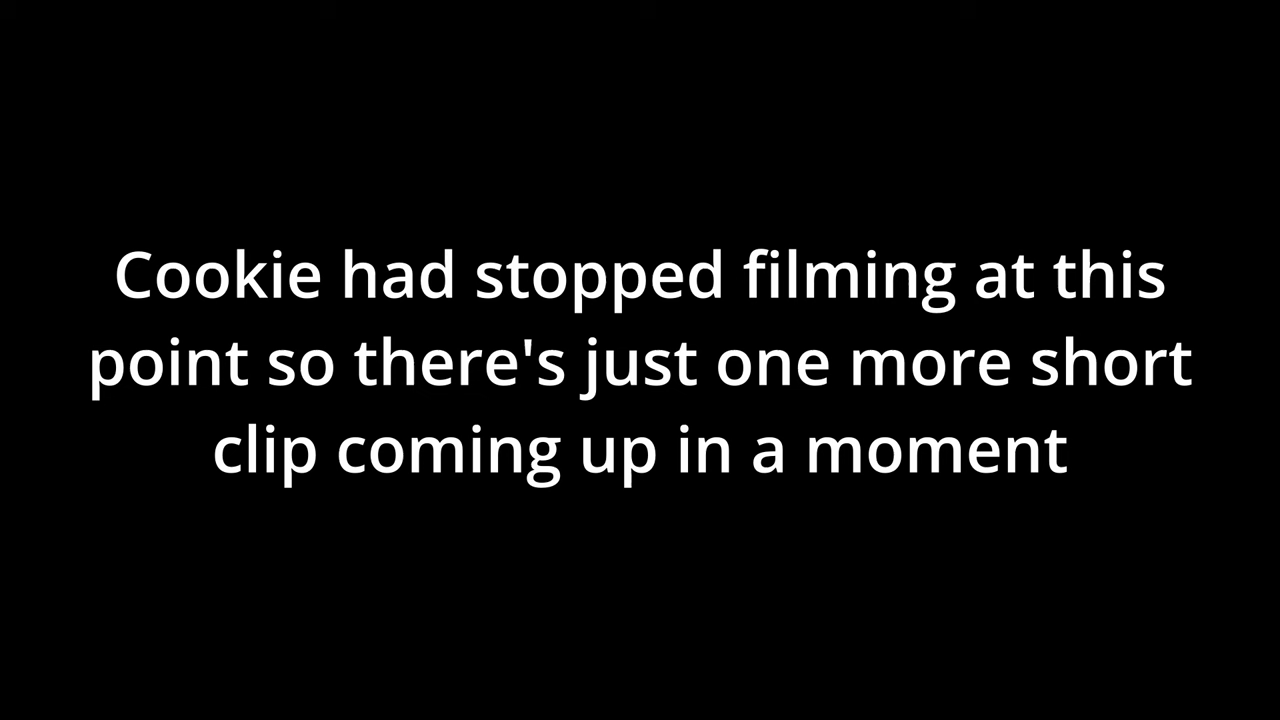 Cookie had stopped filming at this
point so there's just one more short
clip coming up in a moment